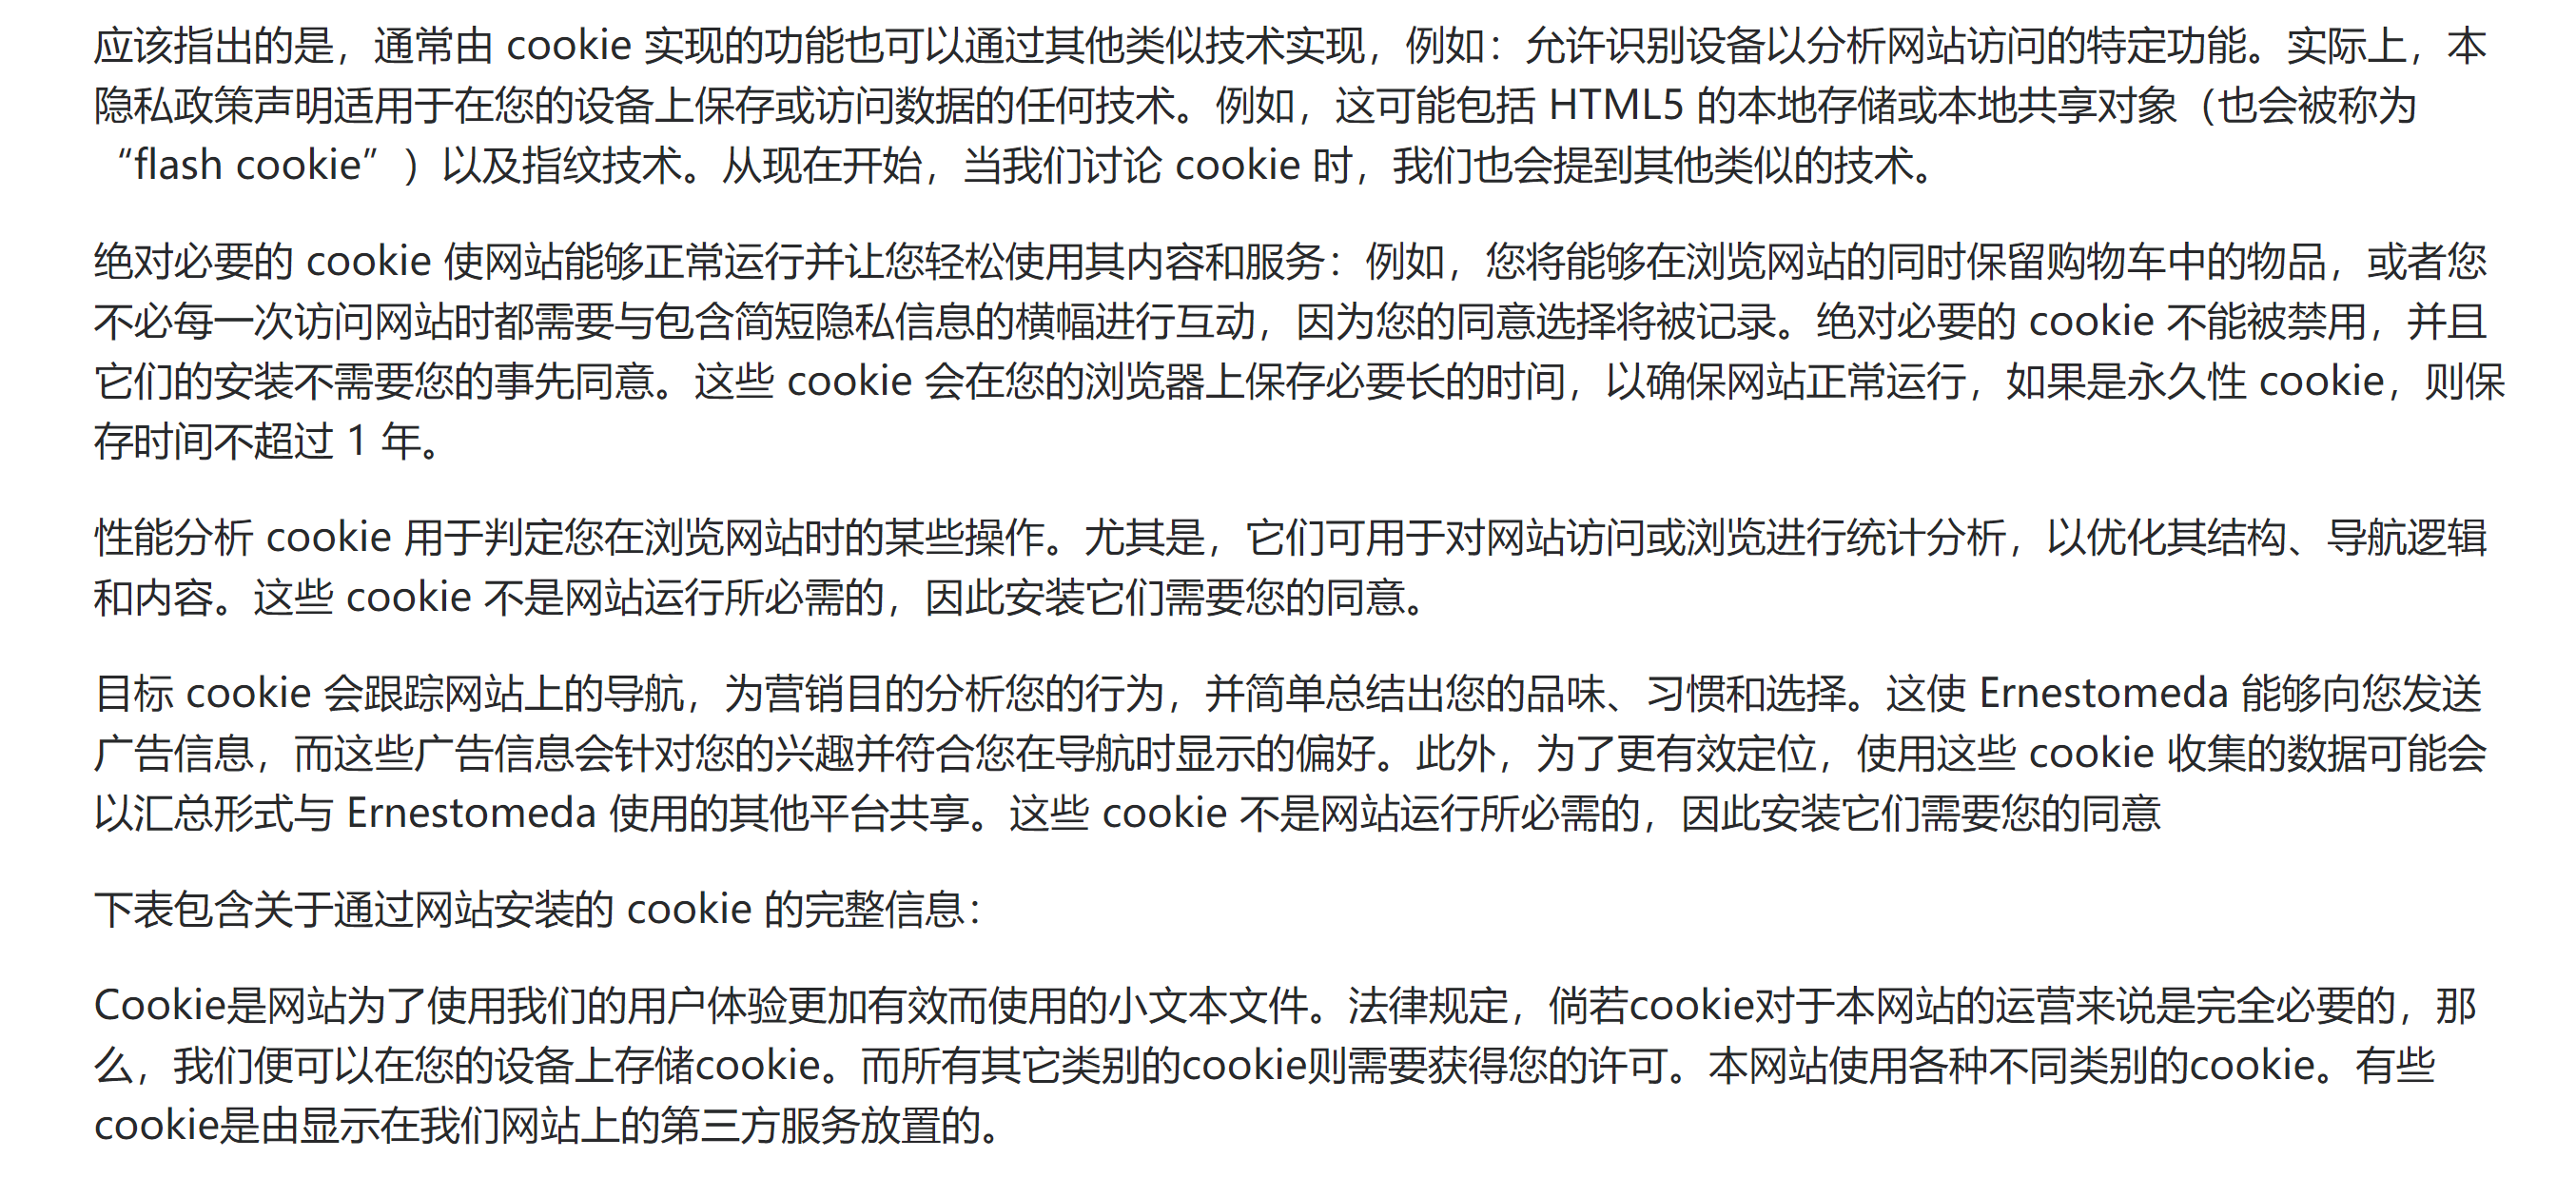 应该指出的是，通常由 cookie 实现的功能也可以通过其他类似技术实现，例如：允许识别设备以分析网站访问的特定功能。实际上，本
隐私政策声明适用于在您的设备上保存或访问数据的任何技术。例如，这可能包括 HTML5 的本地存储或本地共享对象（也会被称为
“flash cookie”）以及指纹技术。从现在开始，当我们讨论 cookie 时，我们也会提到其他类似的技术。
绝对必要的 cookie 使网站能够正常运行并让您轻松使用其内容和服务：例如，您将能够在浏览网站的同时保留购物车中的物品，或者您
不必每一次访问网站时都需要与包含简短隐私信息的横幅进行互动，因为您的同意选择将被记录。绝对必要的 cookie 不能被禁用，并且
它们的安装不需要您的事先同意。这些 cookie 会在您的浏览器上保存必要长的时间，以确保网站正常运行，如果是永久性 cookie，则保
存时间不超过 1 年。
性能分析 cookie 用于判定您在浏览网站时的某些操作。尤其是，它们可用于对网站访问或浏览进行统计分析，以优化其结构、导航逻辑
和内容。这些 cookie 不是网站运行所必需的，因此安装它们需要您的同意。
目标 cookie 会跟踪网站上的导航，为营销目的分析您的行为，并简单总结出您的品味、习惯和选择。这使 Ernestomeda 能够向您发送
广告信息，而这些广告信息会针对您的兴趣并符合您在导航时显示的偏好。此外，为了更有效定位，使用这些 cookie 收集的数据可能会
以汇总形式与 Ernestomeda 使用的其他平台共享。这些 cookie 不是网站运行所必需的，因此安装它们需要您的同意
下表包含关于通过网站安装的 cookie 的完整信息：
Cookie是网站为了使用我们的用户体验更加有效而使用的小文本文件。法律规定，倘若cookie对于本网站的运营来说是完全必要的，那
么，我们便可以在您的设备上存储cookie。而所有其它类别的cookie则需要获得您的许可。本网站使用各种不同类别的cookie。有些
cookie是由显示在我们网站上的第三方服务放置的。